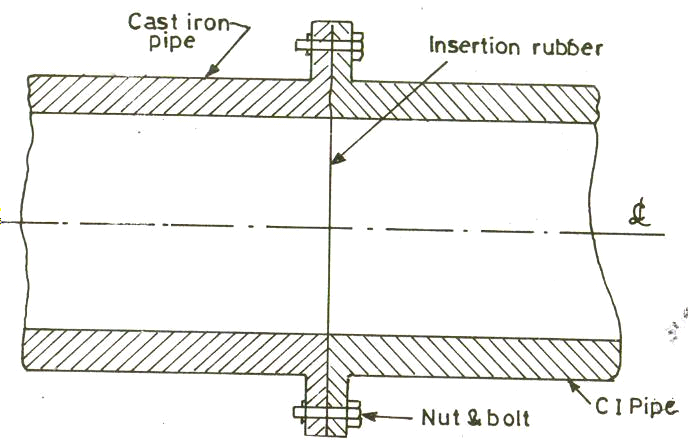 Cast iron
pipe
Insertion rubber
℄
C I Pipe
Nut & bolt